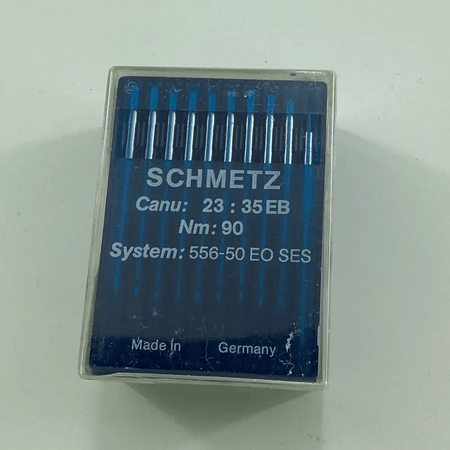 SCHMETZ
Canu: 23 : 35 EB
Nm: 90
System: 556-50 EO SES
Made in Germany